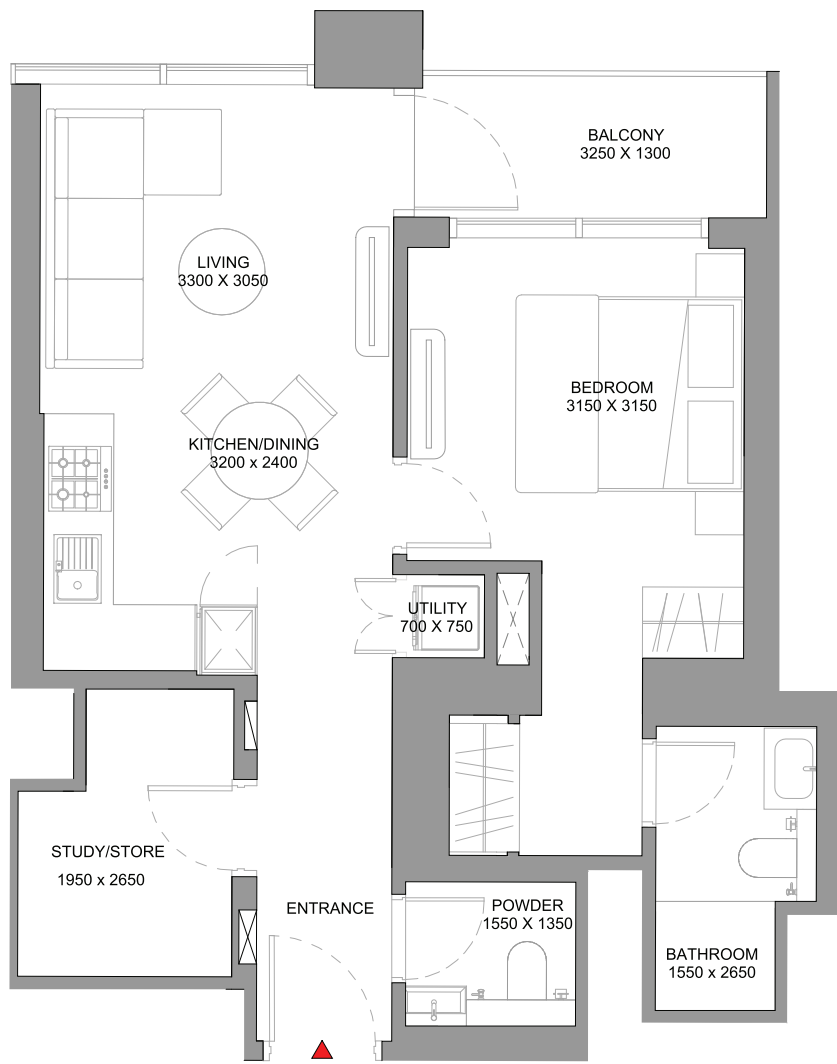 BALCONY
3250 X 1300
LIVING
3300 X 3050
BEDROOM
3150 X 3150
KITCHEN/DINING
3200 x 2400
UTILITY
700 X 750
STUDY/STORE
1950 x 2650
ENTRANCE
POWDER
1550 X 1350
BATHROOM
1550 x 2650